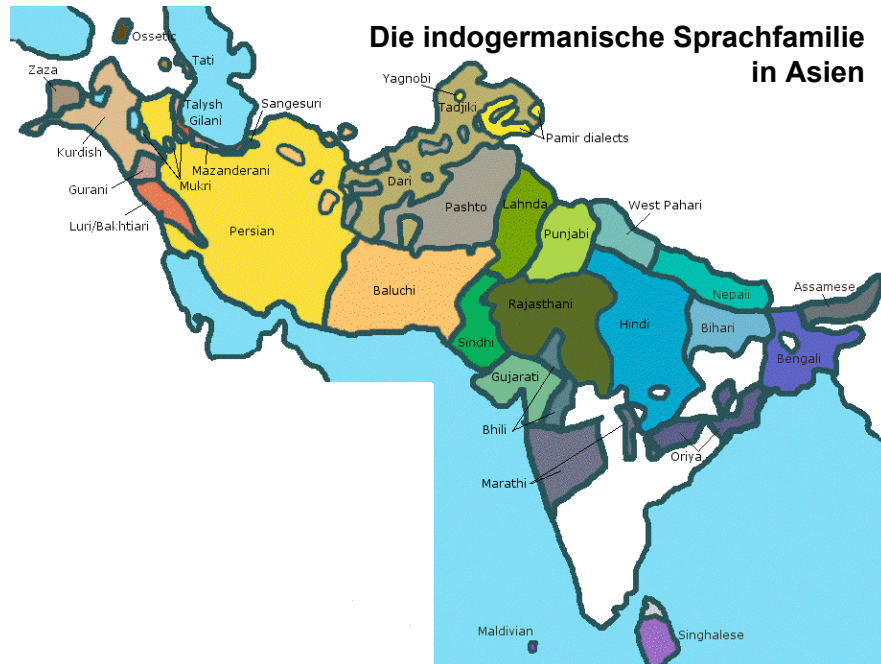 Die indogermanische Sprachfamilie
in Asien
Ossetic
Zaza
Tati
Yagnobi
Tadjiki
Talysh
Gilani
Sangesuri
Pamir dialects
Kurdish
Mazanderani
Mukri
Gurani
Dari
Luri/Bakhtiari
Persian
Pashto
Lahnda
West Pahari
Punjabi
Baluchi
Rajasthani
Nepali
Assamese
Sindhi
Hindi
Bihari
Bengali
Gujarati
Bhili
Oriya
Marathi
Maldivian
Singhalese